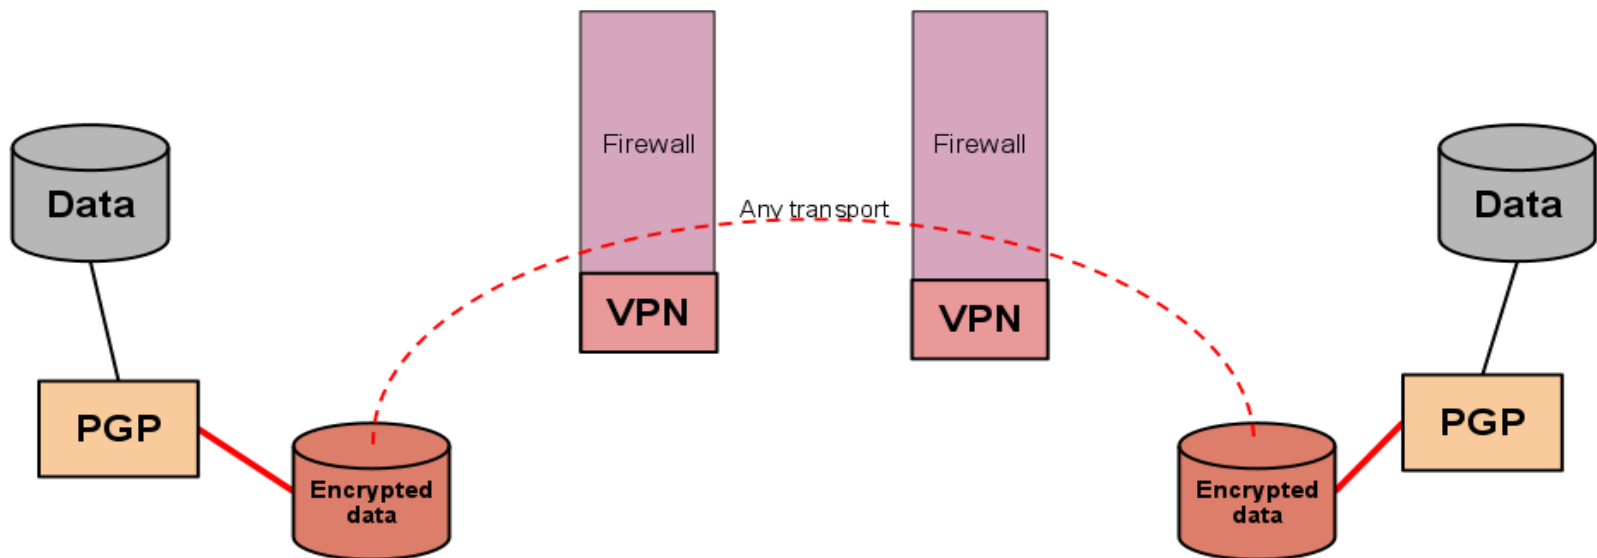 Firewall
Firewall
Data
Data
Any transport
VPN
VPN
PGP
PGP
Encrypted
data
Encrypted
data